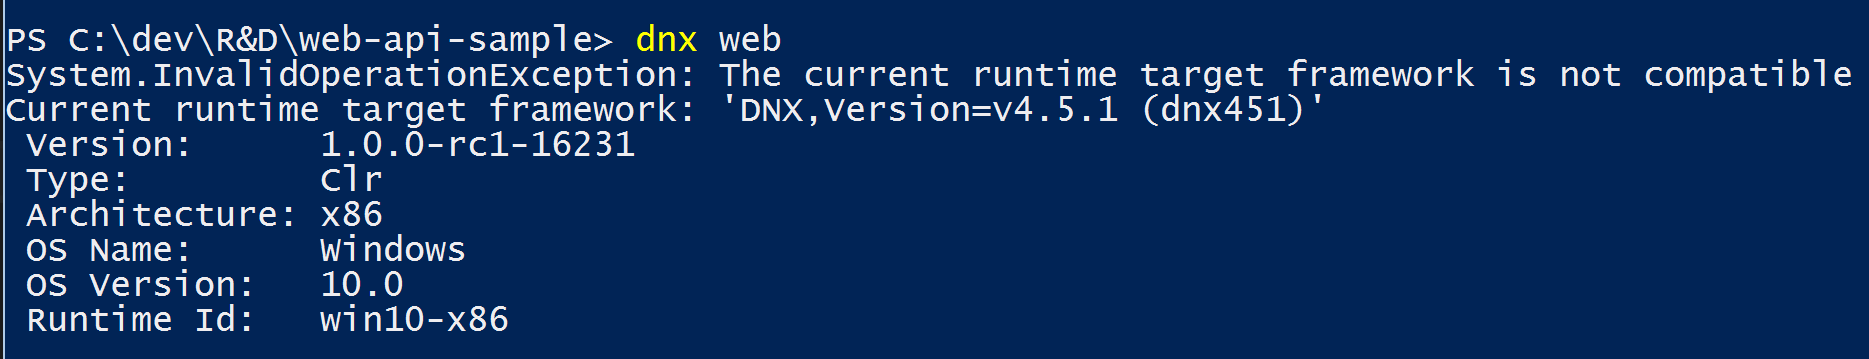 PS C:\dev\R&D\web-api-sample> dnx web
System.InvalidOperationException: The current runtime target framework is not compatible
Current runtime target framework: 'DNX,Version=v4.5.1 (dnx451)'
Version: 1.0.0-rc1-16231
Type: Clr
Architecture: x86
OS Name: Windows
OS Version: 10.0
Runtime Id: win10-x86